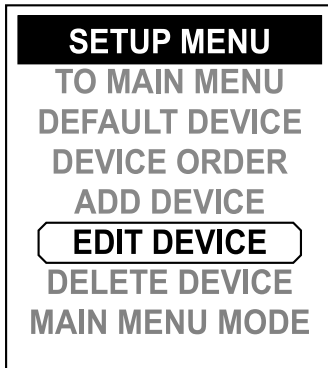 SETUP MENU
TO MAIN MENU
DEFAULT DEVICE
DEVICE ORDER
ADD DEVICE
EDIT DEVICE
DELETE DEVICE
MAIN MENU MODE